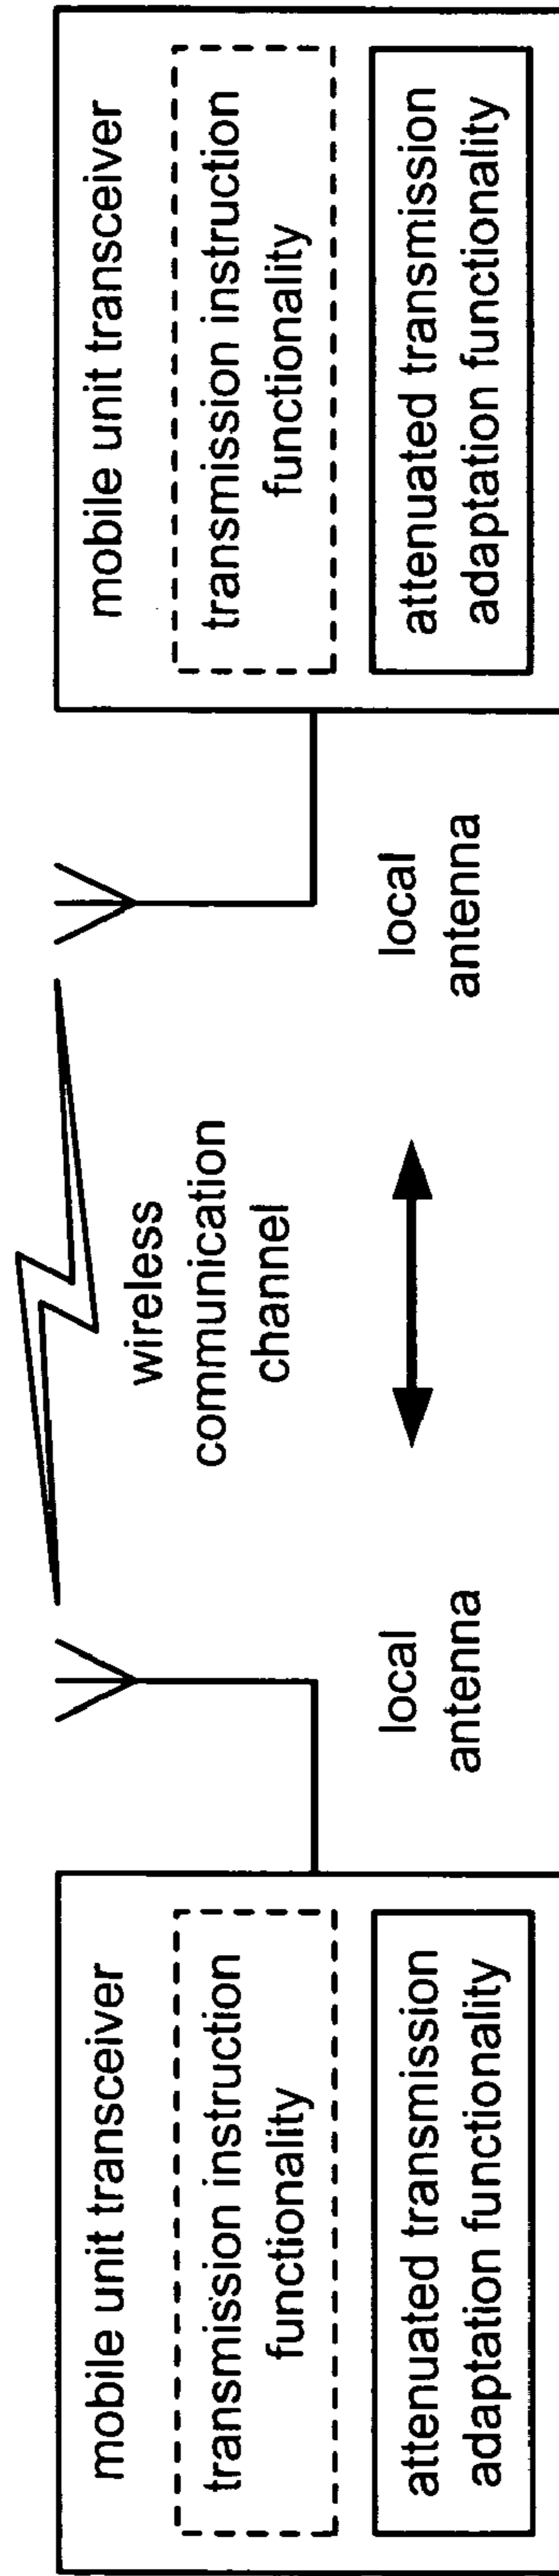 mobile unit transceiver
transmission instruction
functionality
attenuated transmission
adaptation functionality
local
antenna
wireless
communication
channel
local
antenna
mobile unit transceiver
transmission instruction
functionality
attenuated transmission
adaptation functionality